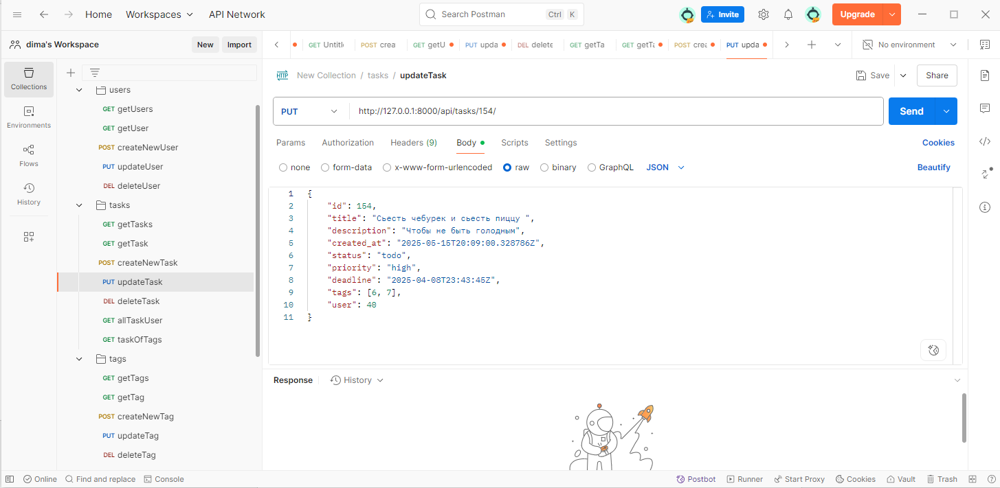 Home Workspaces API Network Search Postman Ctrl K Invite Upgrade
dima's Workspace New Import GET Untitle POST crea GET getU PUT upda DEL delete GET getTa GET getTa POST crea PUT upda No environment
Collections
Environments
Flows
History
users
GET getUsers
GET getUser
POST createNewUser
PUT updateUser
DEL deleteUser
tasks
GET getTasks
GET getTask
POST createNewTask
PUT updateTask
DEL deleteTask
GET allTaskUser
GET taskOfTags
tags
GET getTags
GET getTag
POST createNewTag
PUT updateTag
DEL deleteTag
HTTP New Collection / tasks / updateTask Save Share
PUT http://127.0.0.1:8000/api/tasks/154/ Send
Params Authorization Headers (9) Body Scripts Settings Cookies
none form-data x-www-form-urlencoded raw binary GraphQL JSON Beautify
1 {
2 "id": 154,
3 "title": "Сьесть чебурек и сьесть пиццу ",
4 "description": "Чтобы не быть голодным",
5 "created_at": "2025-05-15T20:09:00.328786Z",
6 "status": "todo",
7 "priority": "high",
8 "deadline": "2025-04-08T23:43:45Z",
9 "tags": [6, 7],
10 "user": 40
11 }
Response History
Online Find and replace Console Postbot Runner Start Proxy Cookies Vault Trash